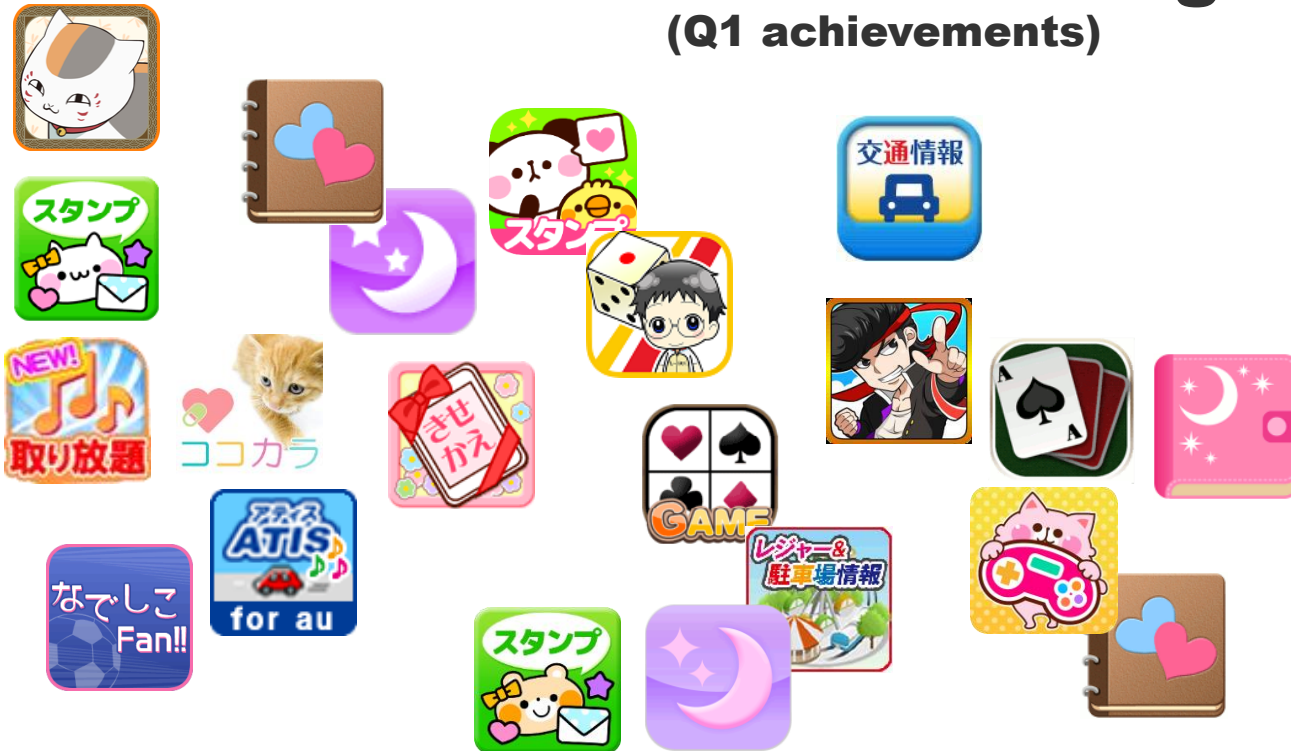 (Q1 achievements)
スタンプ
交通情報
スタンプ
NEW!
取り放題
ココカラ
きせ
かえ
A
A
GAME
アティス
ATIS
for au
レジャー&
駐車場情報
なでしこ
Fan!!
スタンプ